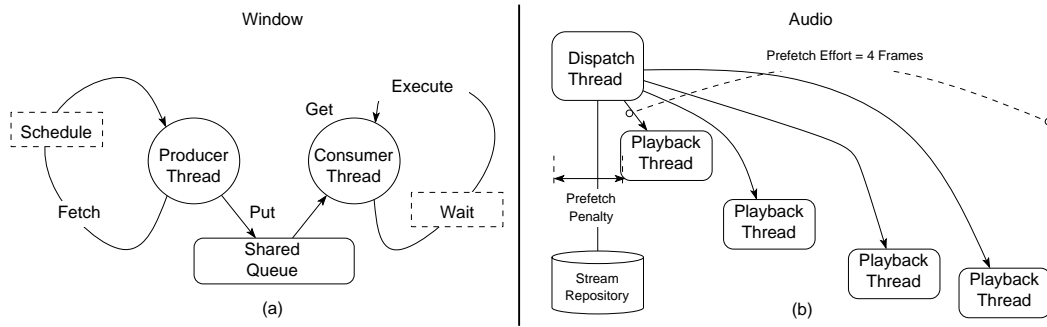 Window
Schedule
Fetch
Producer
Thread
Put
Shared
Queue
Get
Consumer
Thread
Execute
Wait
(a)
Audio
Dispatch
Thread
Prefetch Effort = 4 Frames
Playback
Thread
Prefetch
Penalty
Playback
Thread
Playback
Thread
Playback
Thread
Stream
Repository
(b)